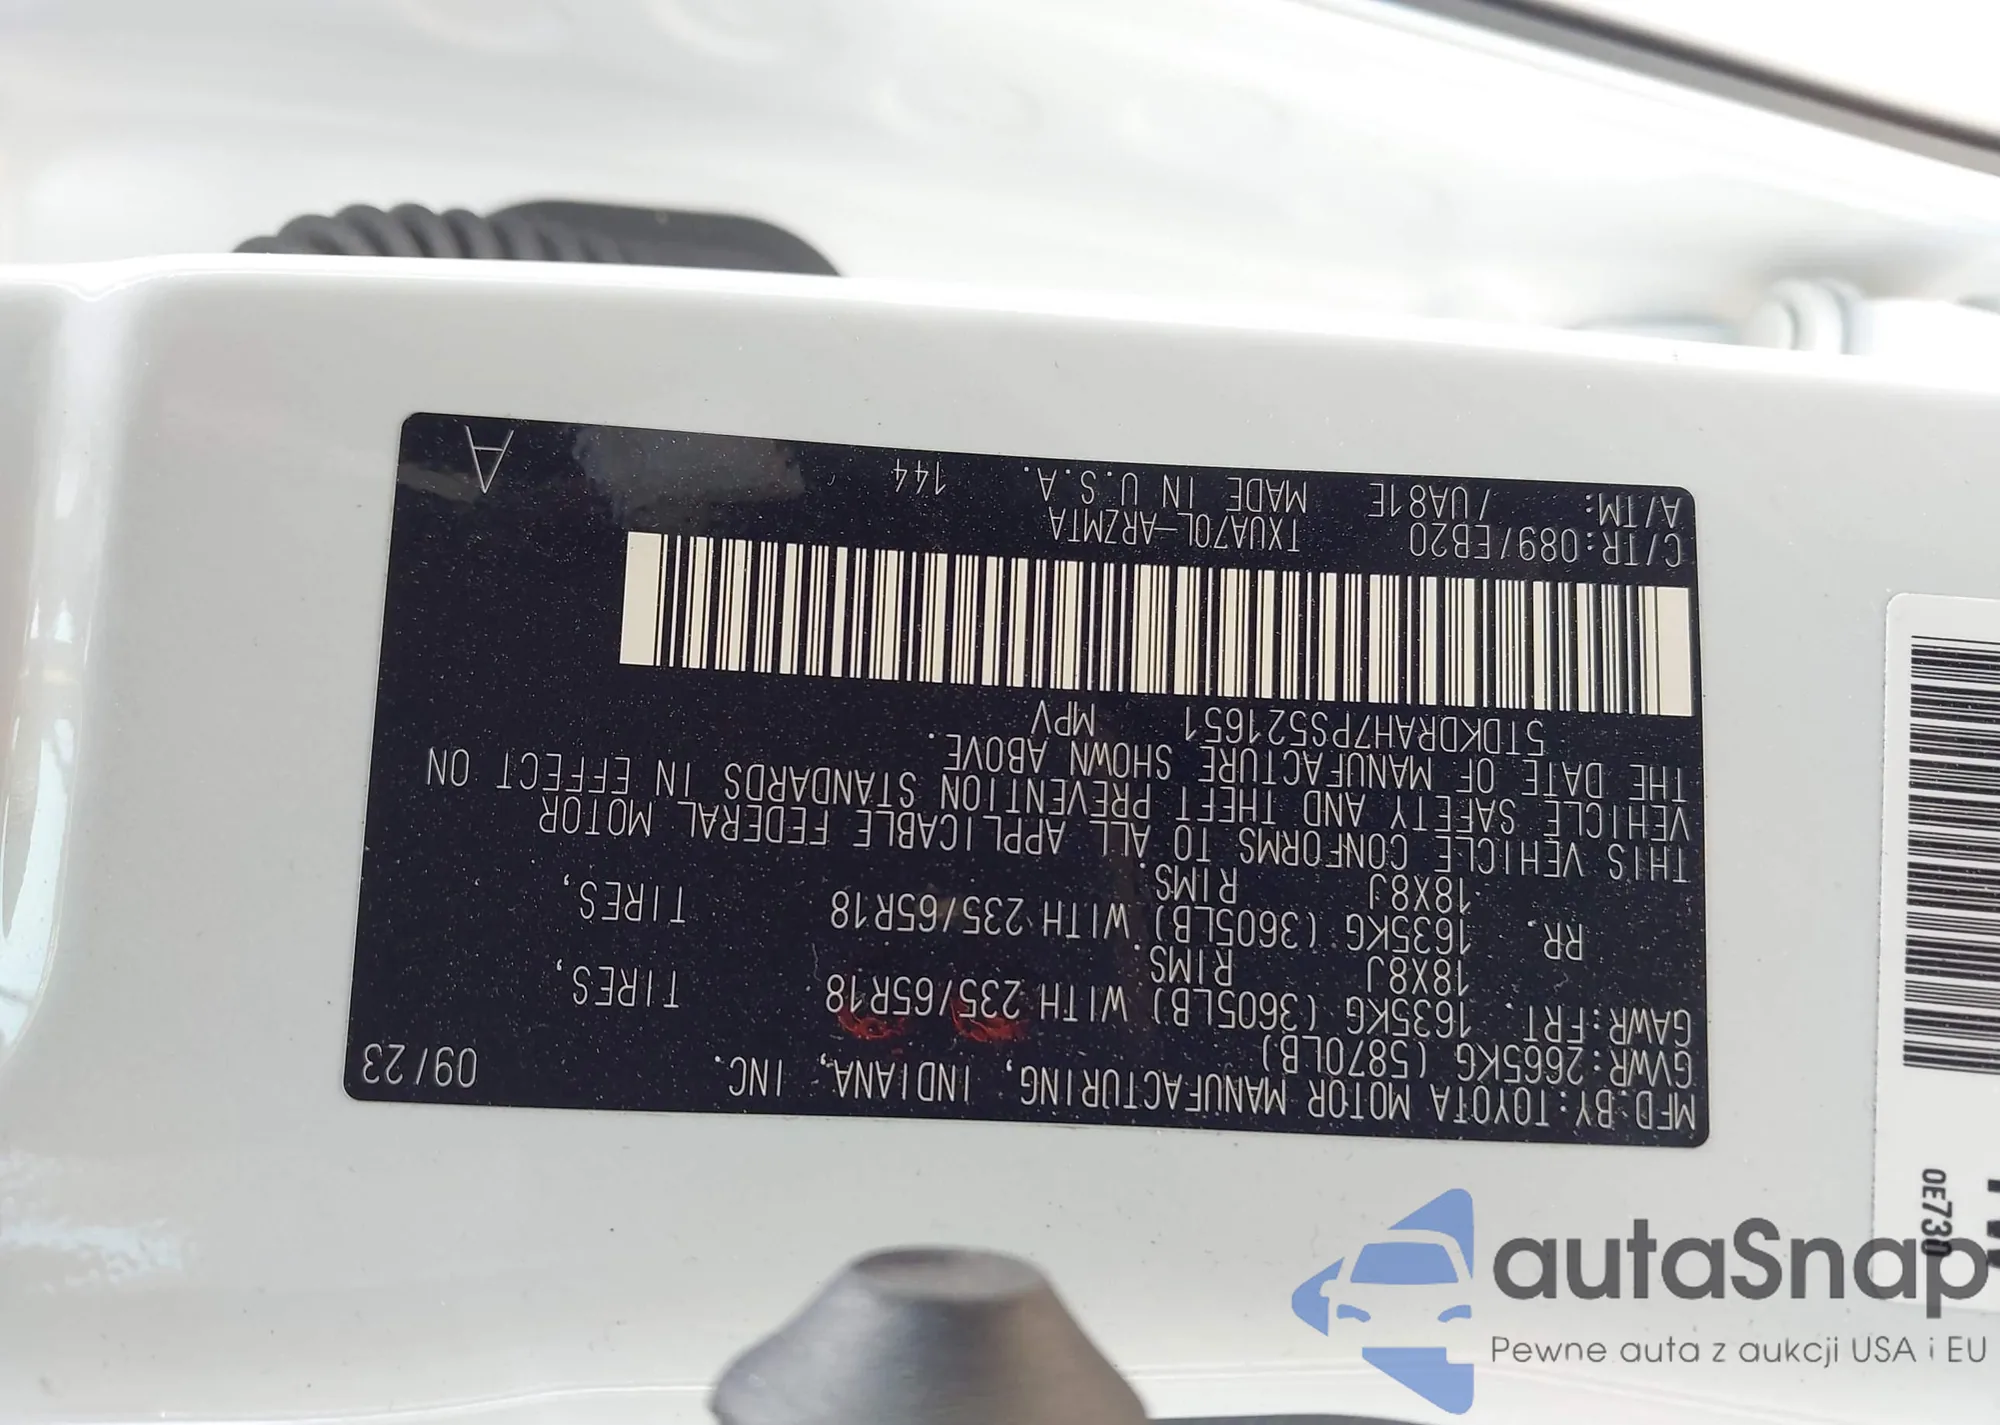 MFD.BY:TOYOTA MOTOR MANUFACTURING, INDIANA, INC. 09/23
GVWR:2665KG (5870LB)
GAWR:FRT. 1635KG (3605LB) WITH 235/65R18 TIRES,
18X8J RIMS.
RR. 1635KG (3605LB) WITH 235/65R18 TIRES,
18X8J RIMS.
THIS VEHICLE CONFORMS TO ALL APPLICABLE FEDERAL MOTOR
VEHICLE SAFETY AND THEFT PREVENTION STANDARDS IN EFFECT ON
THE DATE OF MANUFACTURE SHOWN ABOVE.
5TDKDRAH7PS521651 MPV
C/TR:089/EB20 TXUA70L-ARZMTA
A/TM: /UA81E MADE IN U.S.A. 144 A
0E730
autaSnap
Pewne auta z aukcji USA i EU